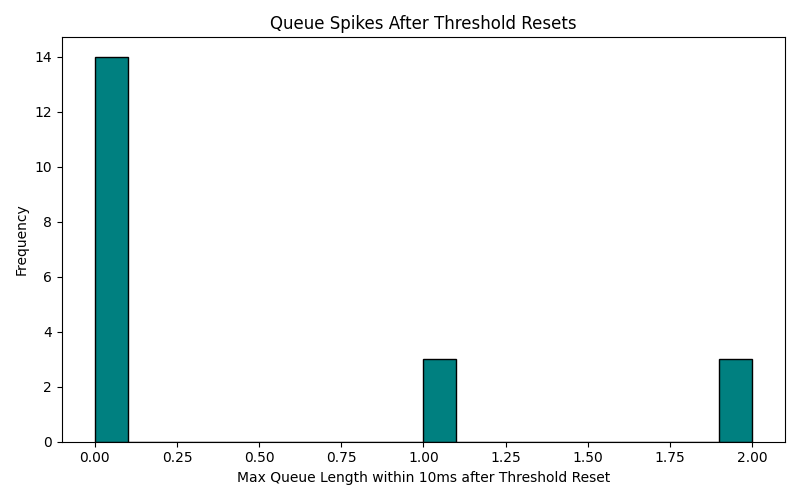 Queue Spikes After Threshold Resets
14
12
10
8
6
4
2
0
Frequency
0.00 0.25 0.50 0.75 1.00 1.25 1.50 1.75 2.00
Max Queue Length within 10ms after Threshold Reset